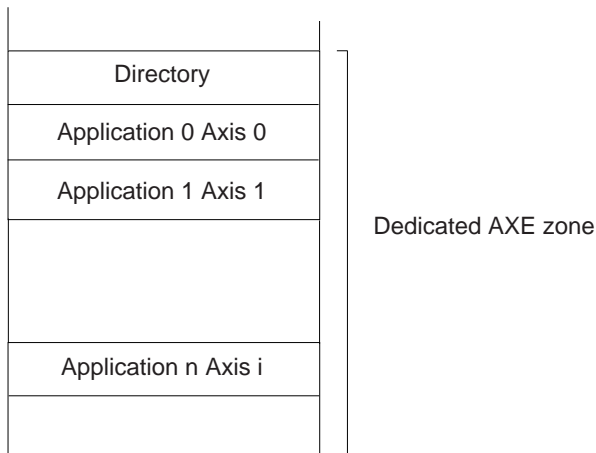 Directory
Application 0 Axis 0
Application 1 Axis 1
Dedicated AXE zone
Application n Axis i